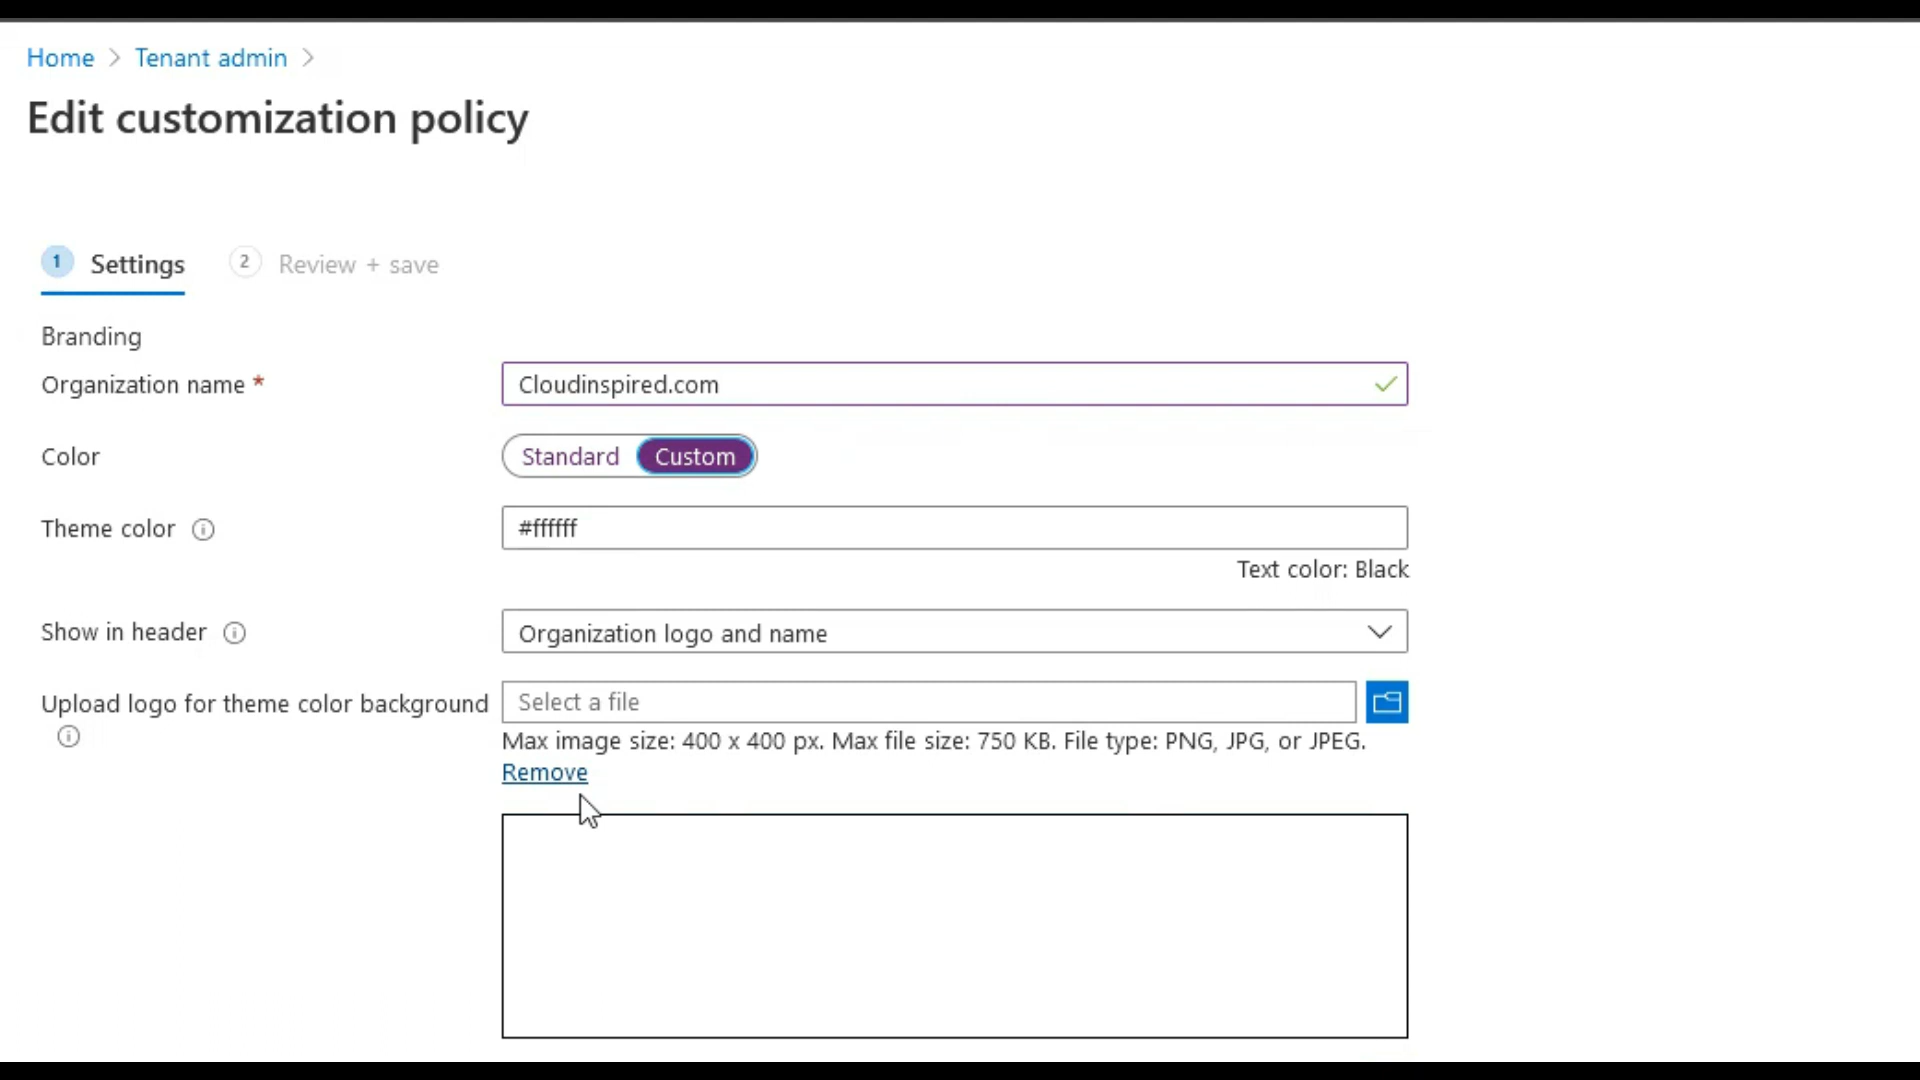 Home > Tenant admin >
Edit customization policy
1 Settings 2 Review + save
Branding
Organization name * Cloudinspired.com
Color Standard Custom
Theme color #ffffff
Text color: Black
Show in header Organization logo and name
Upload logo for theme color background Select a file
Max image size: 400 x 400 px. Max file size: 750 KB. File type: PNG, JPG, or JPEG.
Remove